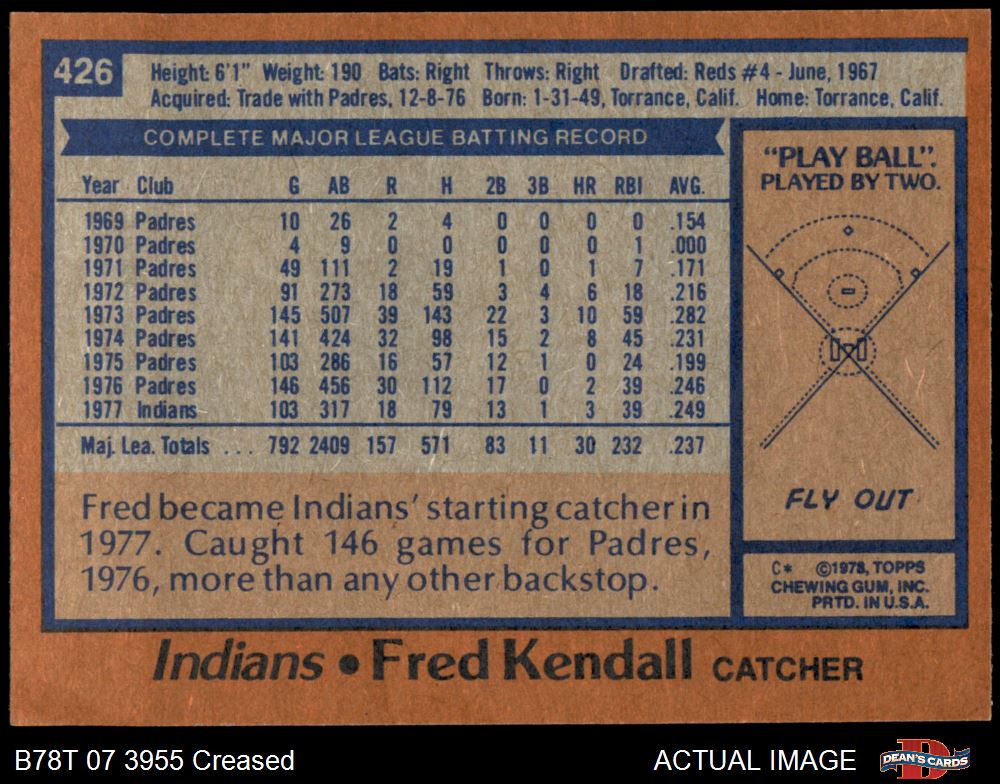 426
Height: 6'1" Weight: 190 Bats: Right Throws: Right Drafted: Reds #4 - June, 1967
Acquired: Trade with Padres, 12-8-76 Born: 1-31-49, Torrance, Calif. Home: Torrance, Calif.
COMPLETE MAJOR LEAGUE BATTING RECORD
Year Club G AB R H 2B 3B HR RBI AVG.
1969 Padres 10 26 2 4 0 0 0 0 .154
1970 Padres 4 9 0 0 0 0 0 1 .000
1971 Padres 49 111 2 19 1 0 1 7 .171
1972 Padres 91 273 18 59 3 4 6 18 .216
1973 Padres 145 507 39 143 22 3 10 59 .282
1974 Padres 141 424 32 98 15 2 8 45 .231
1975 Padres 103 286 16 57 12 1 0 24 .199
1976 Padres 146 456 30 112 17 0 2 39 .246
1977 Indians 103 317 18 79 13 1 3 39 .249
Maj. Lea. Totals . . . 792 2409 157 571 83 11 30 232 .237
Fred became Indians' starting catcher in
1977. Caught 146 games for Padres,
1976, more than any other backstop.
"PLAY BALL".
PLAYED BY TWO.
FLY OUT
C* ©1978, TOPPS
CHEWING GUM, INC.
PRTD. IN U.S.A.
Indians • Fred Kendall CATCHER
B78T 07 3955 Creased
ACTUAL IMAGE
D
DEAN'S CARDS